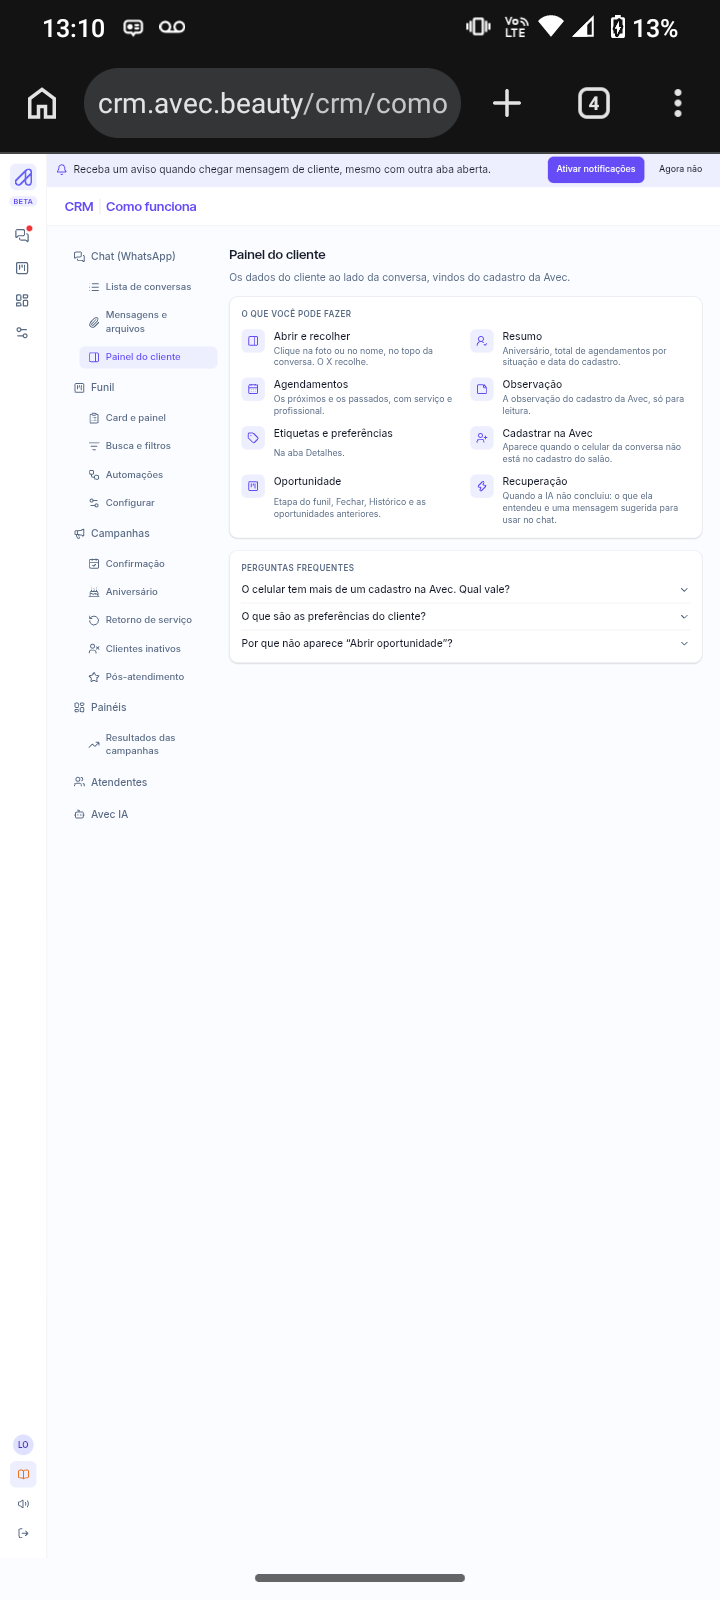 13:10
Vo LTE
13%
crm.avec.beauty/crm/como
4
Receba um aviso quando chegar mensagem de cliente, mesmo com outra aba aberta.
Ativar notificações
Agora não
BETA
CRM
Como funciona
Chat (WhatsApp)
Lista de conversas
Mensagens e
arquivos
Painel do cliente
Funil
Card e painel
Busca e filtros
Automações
Configurar
Campanhas
Confirmação
Aniversário
Retorno de serviço
Clientes inativos
Pós-atendimento
Painéis
Resultados das
campanhas
Atendentes
Avec IA
Painel do cliente
Os dados do cliente ao lado da conversa, vindos do cadastro da Avec.
O QUE VOCÊ PODE FAZER
Abrir e recolher
Clique na foto ou no nome, no topo da
conversa. O X recolhe.
Resumo
Aniversário, total de agendamentos por
situação e data do cadastro.
Agendamentos
Os próximos e os passados, com serviço e
profissional.
Observação
A observação do cadastro da Avec, só para
leitura.
Etiquetas e preferências
Na aba Detalhes.
Cadastrar na Avec
Aparece quando o celular da conversa não
está no cadastro do salão.
Oportunidade
Etapa do funil, Fechar, Histórico e as
oportunidades anteriores.
Recuperação
Quando a IA não concluiu: o que ela
entendeu e uma mensagem sugerida para
usar no chat.
PERGUNTAS FREQUENTES
O celular tem mais de um cadastro na Avec. Qual vale?
O que são as preferências do cliente?
Por que não aparece “Abrir oportunidade”?
LO